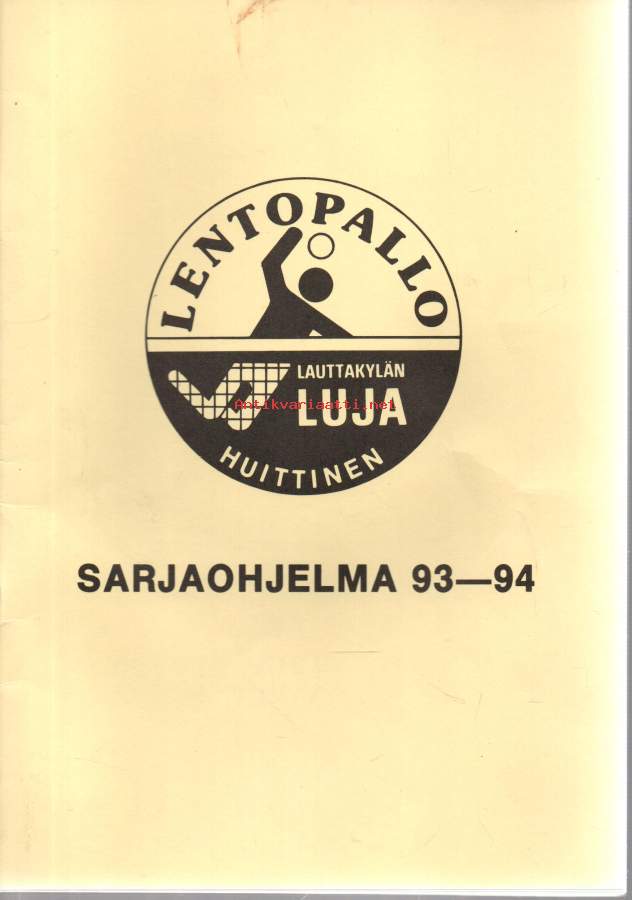 LENTOPALLO
LAUTTAKYLÄN
LUJA
Antikvariaatti.net
HUITTINEN
SARJAOHJELMA 93—94